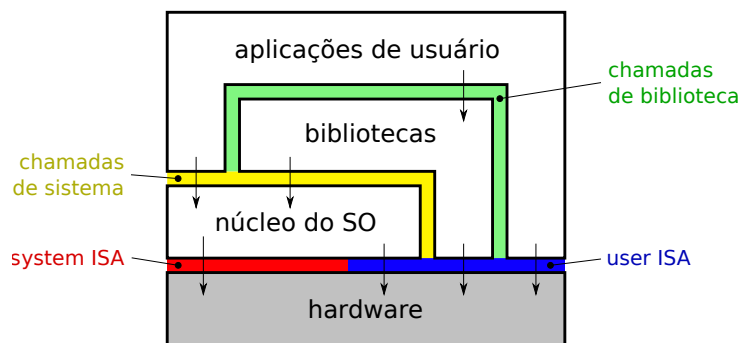 aplicações de usuário
chamadas
de biblioteca
bibliotecas
chamadas
de sistema
núcleo do SO
system ISA
user ISA
hardware